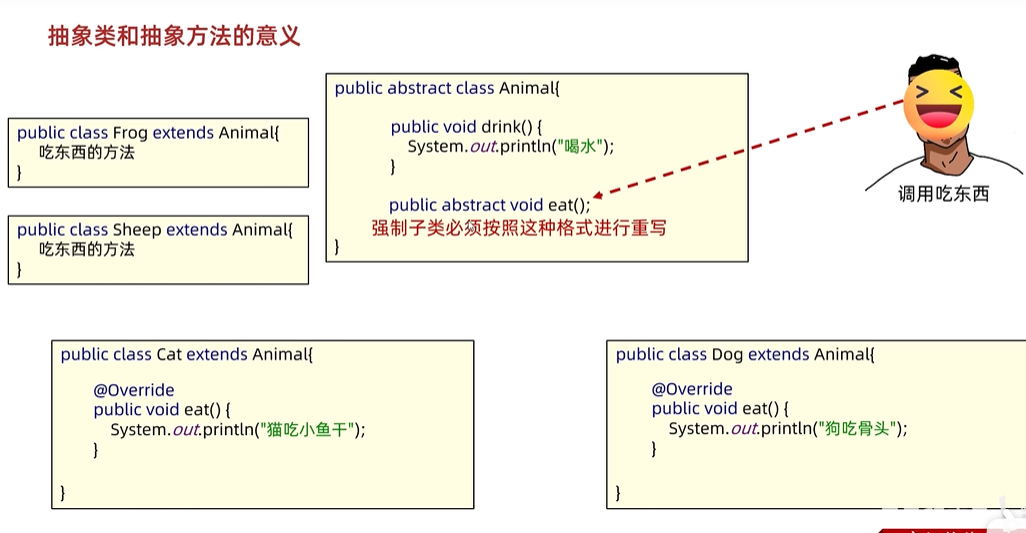 抽象类和抽象方法的意义
public class Frog extends Animal{
吃东西的方法
}
public class Sheep extends Animal{
吃东西的方法
}
public abstract class Animal{
public void drink() {
System.out.println("喝水");
}
public abstract void eat();
强制子类必须按照这种格式进行重写
}
调用吃东西
public class Cat extends Animal{
@Override
public void eat() {
System.out.println("猫吃小鱼干");
}
}
public class Dog extends Animal{
@Override
public void eat() {
System.out.println("狗吃骨头");
}
}